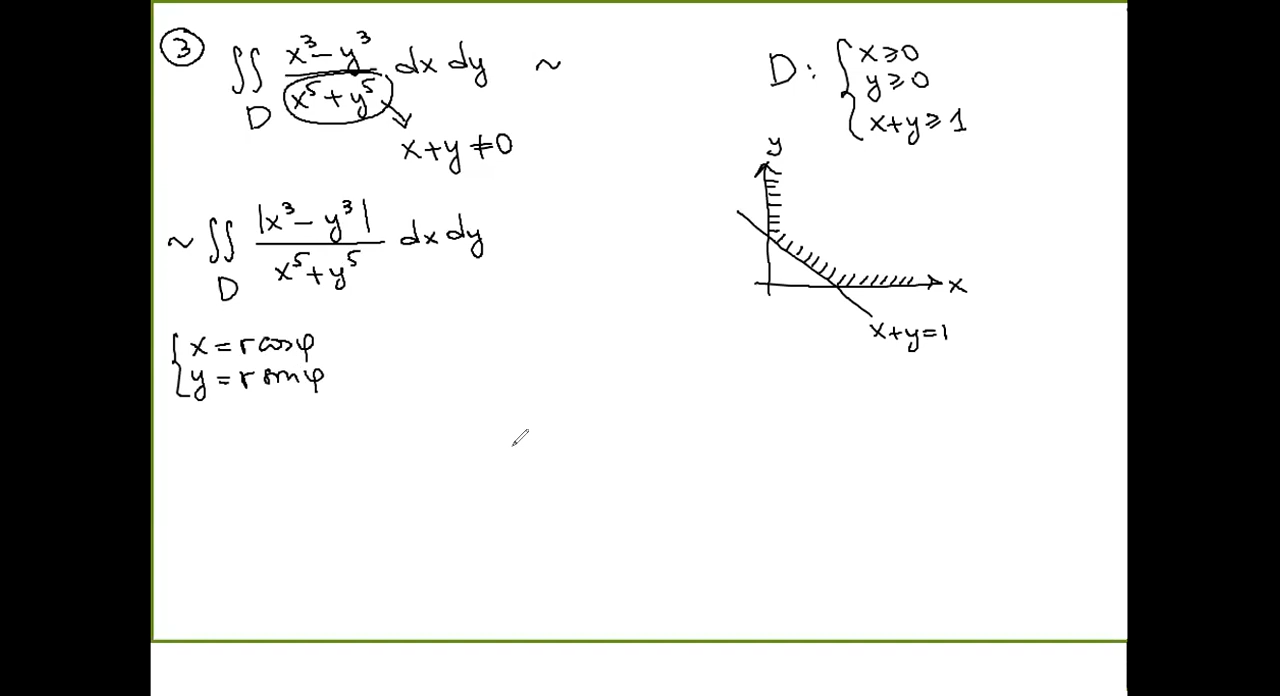 ③ ∬_D (x³ − y³)/(x⁵ + y⁵) dx dy ∼
x+y ≠ 0
∼ ∬_D |x³ − y³|/(x⁵ + y⁵) dx dy
{ x = r cos φ
{ y = r sin φ
D: { x ⩾ 0
y ⩾ 0
{ x+y ⩾ 1
y
x
x+y=1